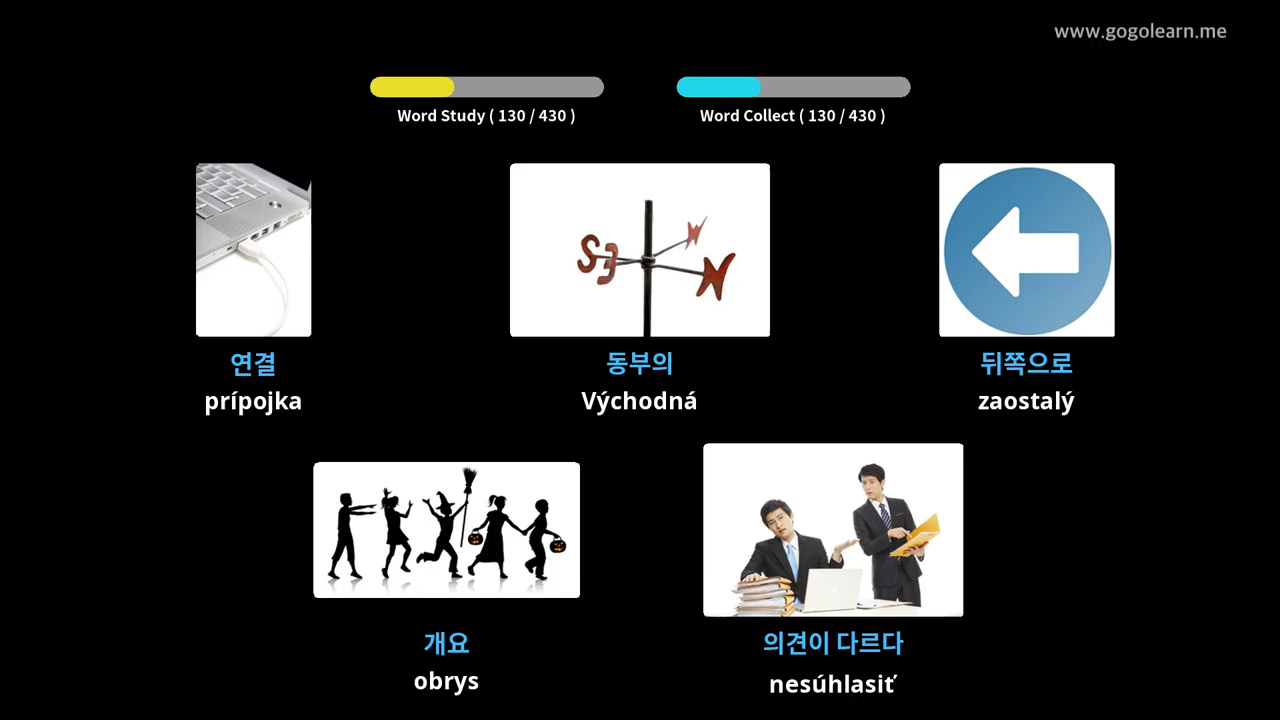 www.gogolearn.me
Word Study ( 130 / 430 )
Word Collect ( 130 / 430 )
연결
prípojka
동부의
Východná
뒤쪽으로
zaostalý
개요
obrys
의견이 다르다
nesúhlasiť